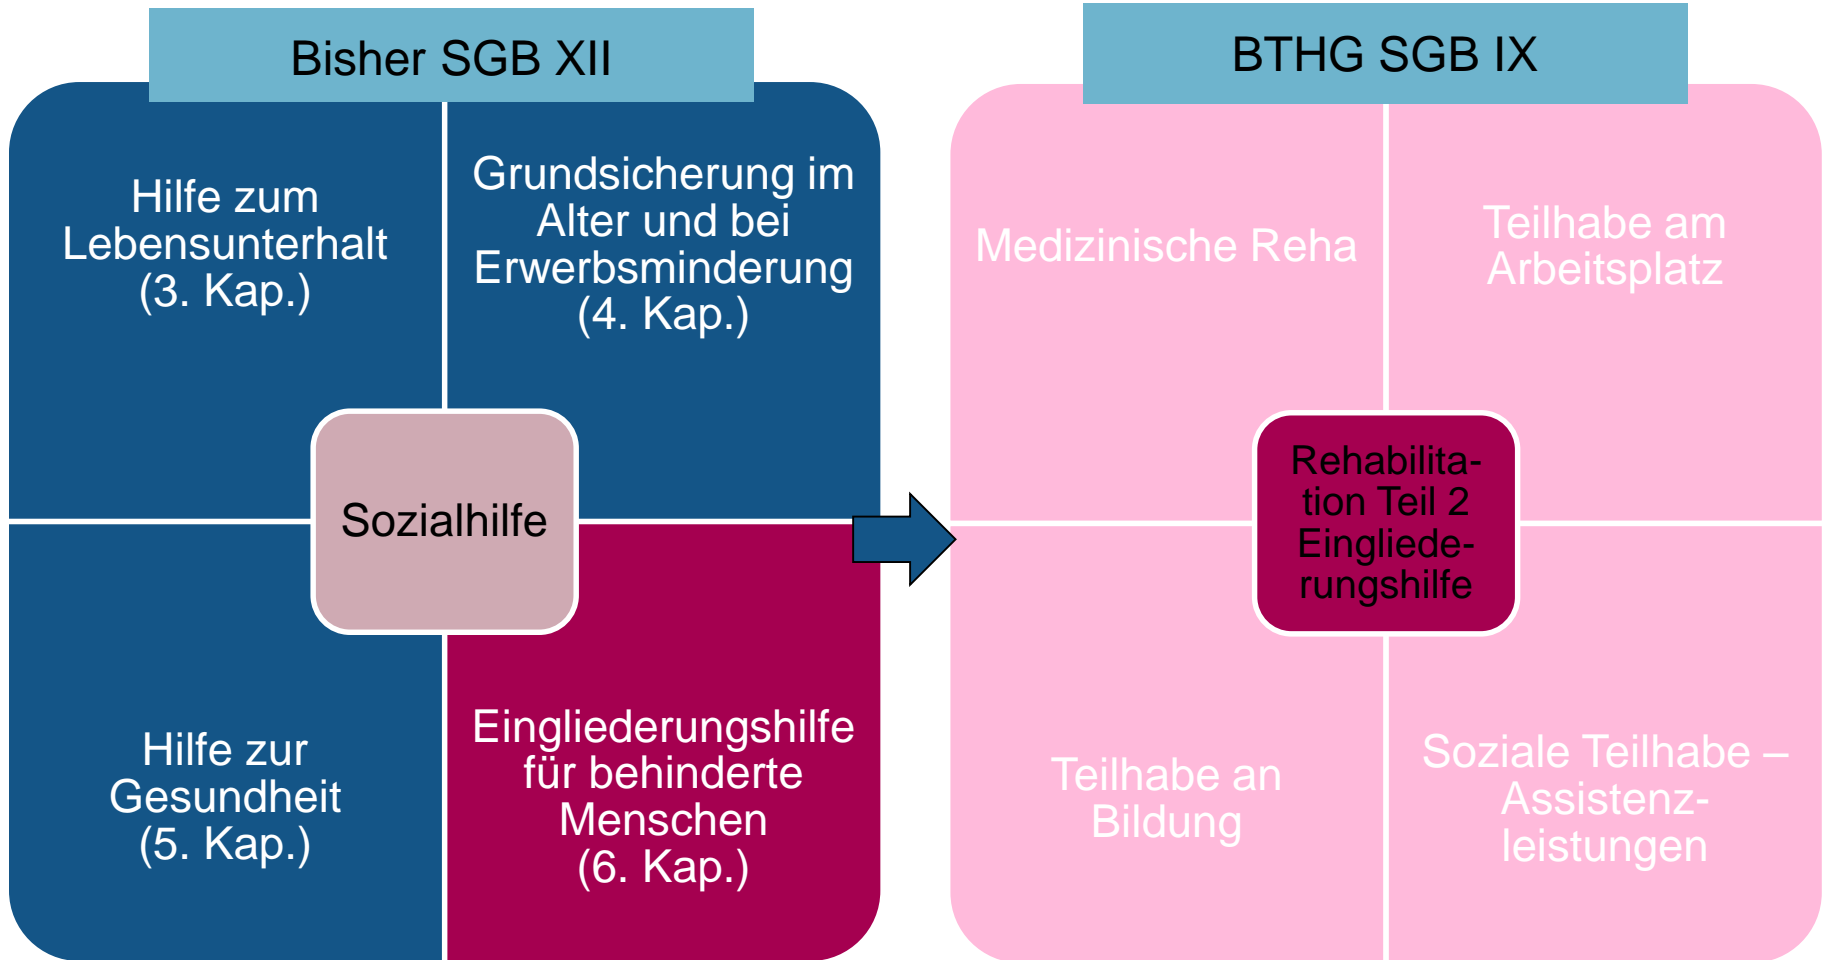 Bisher SGB XII
Hilfe zum
Lebensunterhalt
(3. Kap.)
Grundsicherung im
Alter und bei
Erwerbsminderung
(4. Kap.)
Sozialhilfe
Hilfe zur
Gesundheit
(5. Kap.)
Eingliederungshilfe
für behinderte
Menschen
(6. Kap.)
BTHG SGB IX
Medizinische Reha
Teilhabe am
Arbeitsplatz
Rehabilita-
tion Teil 2
Eingliede-
rungshilfe
Teilhabe an
Bildung
Soziale Teilhabe –
Assistenz-
leistungen